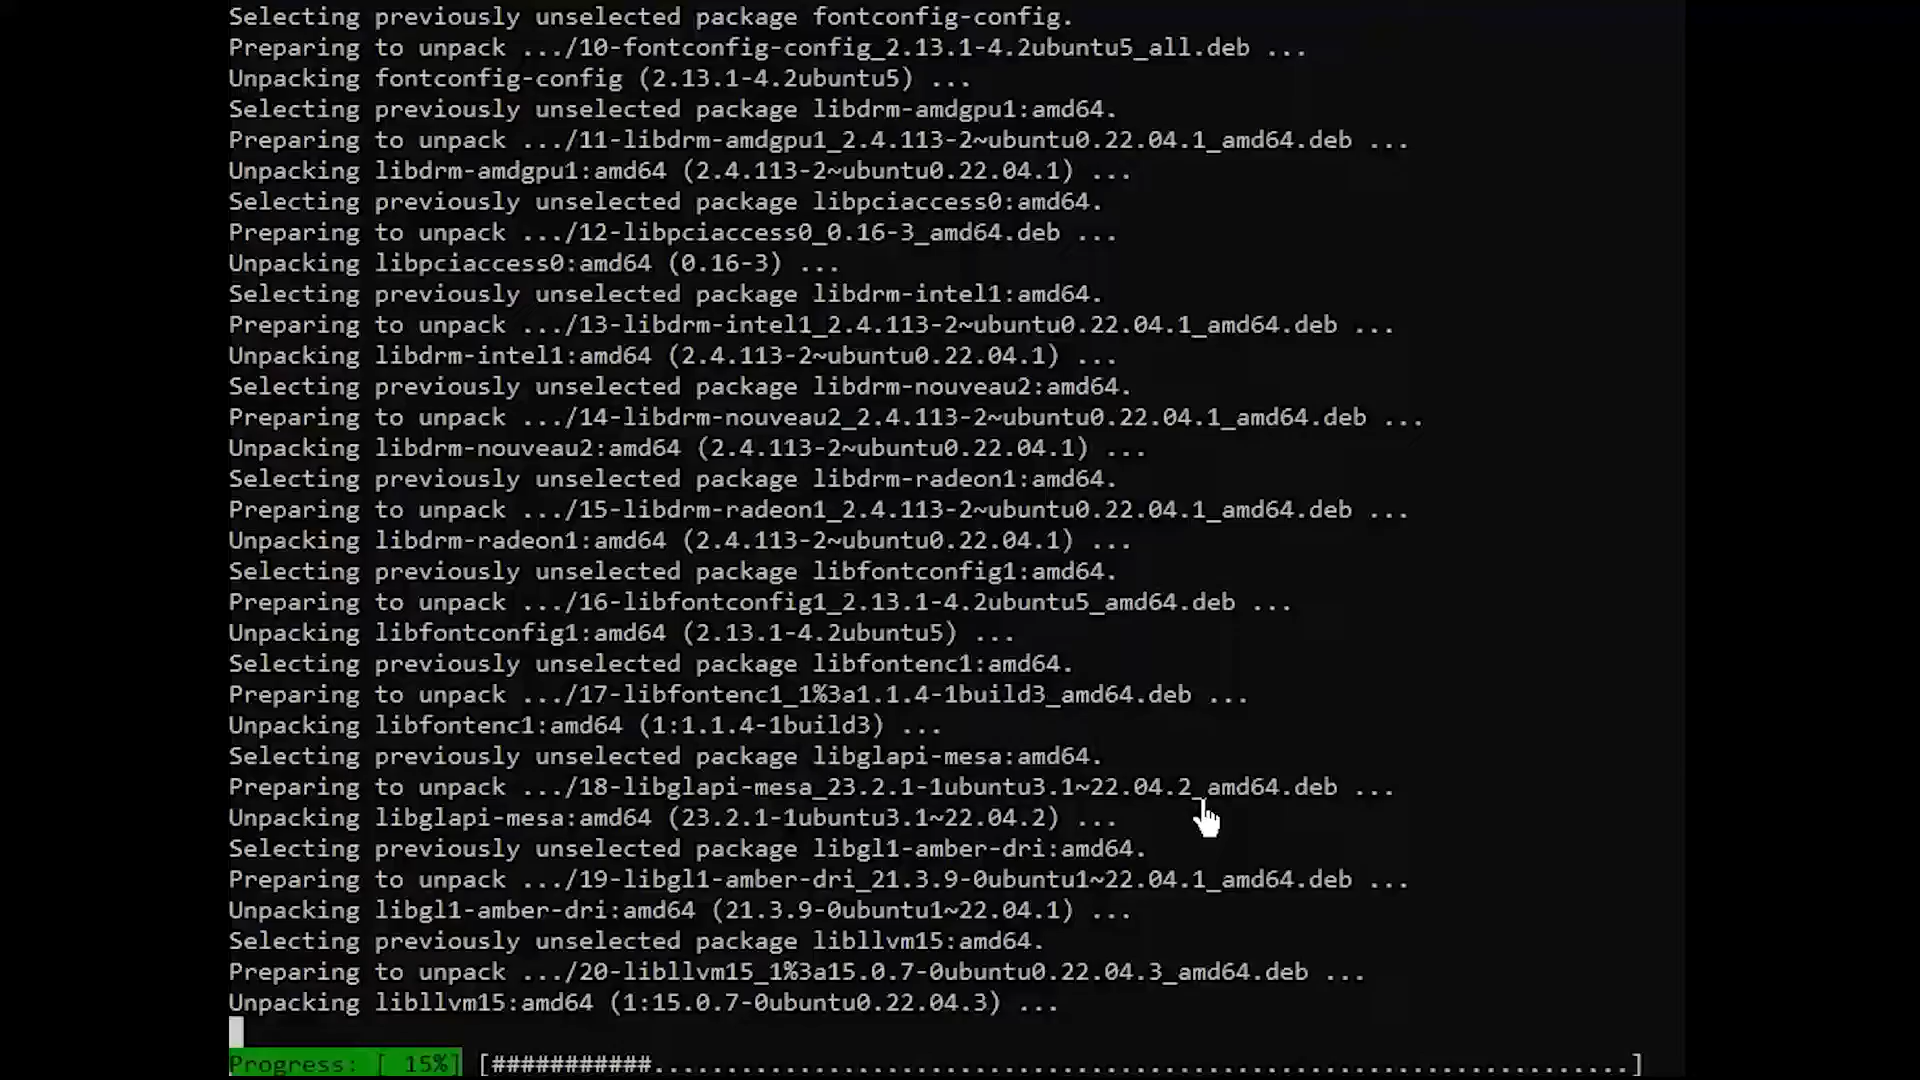 Selecting previously unselected package fontconfig-config.
Preparing to unpack .../10-fontconfig-config_2.13.1-4.2ubuntu5_all.deb ...
Unpacking fontconfig-config (2.13.1-4.2ubuntu5) ...
Selecting previously unselected package libdrm-amdgpu1:amd64.
Preparing to unpack .../11-libdrm-amdgpu1_2.4.113-2~ubuntu0.22.04.1_amd64.deb ...
Unpacking libdrm-amdgpu1:amd64 (2.4.113-2~ubuntu0.22.04.1) ...
Selecting previously unselected package libpciaccess0:amd64.
Preparing to unpack .../12-libpciaccess0_0.16-3_amd64.deb ...
Unpacking libpciaccess0:amd64 (0.16-3) ...
Selecting previously unselected package libdrm-intel1:amd64.
Preparing to unpack .../13-libdrm-intel1_2.4.113-2~ubuntu0.22.04.1_amd64.deb ...
Unpacking libdrm-intel1:amd64 (2.4.113-2~ubuntu0.22.04.1) ...
Selecting previously unselected package libdrm-nouveau2:amd64.
Preparing to unpack .../14-libdrm-nouveau2_2.4.113-2~ubuntu0.22.04.1_amd64.deb ...
Unpacking libdrm-nouveau2:amd64 (2.4.113-2~ubuntu0.22.04.1) ...
Selecting previously unselected package libdrm-radeon1:amd64.
Preparing to unpack .../15-libdrm-radeon1_2.4.113-2~ubuntu0.22.04.1_amd64.deb ...
Unpacking libdrm-radeon1:amd64 (2.4.113-2~ubuntu0.22.04.1) ...
Selecting previously unselected package libfontconfig1:amd64.
Preparing to unpack .../16-libfontconfig1_2.13.1-4.2ubuntu5_amd64.deb ...
Unpacking libfontconfig1:amd64 (2.13.1-4.2ubuntu5) ...
Selecting previously unselected package libfontenc1:amd64.
Preparing to unpack .../17-libfontenc1_1%3a1.1.4-1build3_amd64.deb ...
Unpacking libfontenc1:amd64 (1:1.1.4-1build3) ...
Selecting previously unselected package libglapi-mesa:amd64.
Preparing to unpack .../18-libglapi-mesa_23.2.1-1ubuntu3.1~22.04.2_amd64.deb ...
Unpacking libglapi-mesa:amd64 (23.2.1-1ubuntu3.1~22.04.2) ...
Selecting previously unselected package libgl1-amber-dri:amd64.
Preparing to unpack .../19-libgl1-amber-dri_21.3.9-0ubuntu1~22.04.1_amd64.deb ...
Unpacking libgl1-amber-dri:amd64 (21.3.9-0ubuntu1~22.04.1) ...
Selecting previously unselected package libllvm15:amd64.
Preparing to unpack .../20-libllvm15_1%3a15.0.7-0ubuntu0.22.04.3_amd64.deb ...
Unpacking libllvm15:amd64 (1:15.0.7-0ubuntu0.22.04.3) ...
Progress: [ 15%] [###########...................................................................]